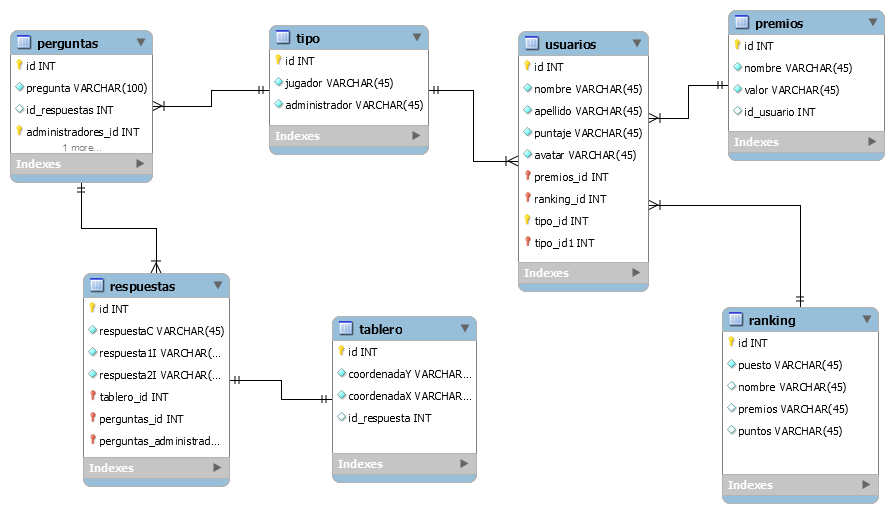 perguntas
id INT
pregunta VARCHAR(100)
id_respuestas INT
administradores_id INT
1 more...
Indexes
tipo
id INT
jugador VARCHAR(45)
administrador VARCHAR(45)
Indexes
usuarios
id INT
nombre VARCHAR(45)
apellido VARCHAR(45)
puntaje VARCHAR(45)
avatar VARCHAR(45)
premios_id INT
ranking_id INT
tipo_id INT
tipo_id1 INT
Indexes
premios
id INT
nombre VARCHAR(45)
valor VARCHAR(45)
id_usuario INT
Indexes
respuestas
id INT
respuestaC VARCHAR(45)
respuesta1I VARCHAR(...
respuesta2I VARCHAR(...
tablero_id INT
perguntas_id INT
perguntas_administrad...
Indexes
tablero
id INT
coordenadaY VARCHAR...
coordenadaX VARCHAR...
id_respuesta INT
Indexes
ranking
id INT
puesto VARCHAR(45)
nombre VARCHAR(45)
premios VARCHAR(45)
puntos VARCHAR(45)
Indexes